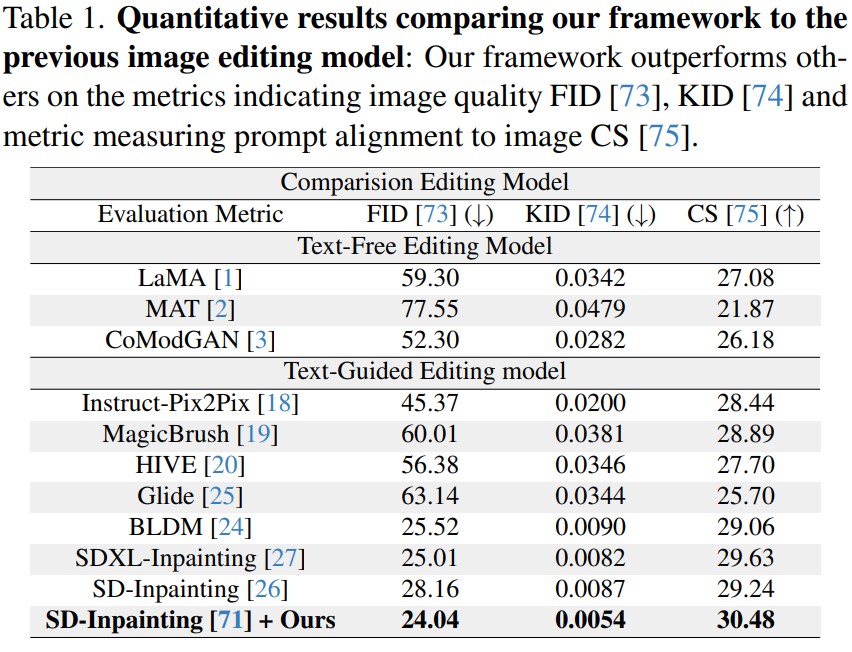 Table 1. Quantitative results comparing our framework to the
previous image editing model: Our framework outperforms oth-
ers on the metrics indicating image quality FID [73], KID [74] and
metric measuring prompt alignment to image CS [75].
Comparision Editing Model
Evaluation Metric FID [73] (↓) KID [74] (↓) CS [75] (↑)
Text-Free Editing Model
LaMA [1] 59.30 0.0342 27.08
MAT [2] 77.55 0.0479 21.87
CoModGAN [3] 52.30 0.0282 26.18
Text-Guided Editing model
Instruct-Pix2Pix [18] 45.37 0.0200 28.44
MagicBrush [19] 60.01 0.0381 28.89
HIVE [20] 56.38 0.0346 27.70
Glide [25] 63.14 0.0344 25.70
BLDM [24] 25.52 0.0090 29.06
SDXL-Inpainting [27] 25.01 0.0082 29.63
SD-Inpainting [26] 28.16 0.0087 29.24
SD-Inpainting [71] + Ours 24.04 0.0054 30.48